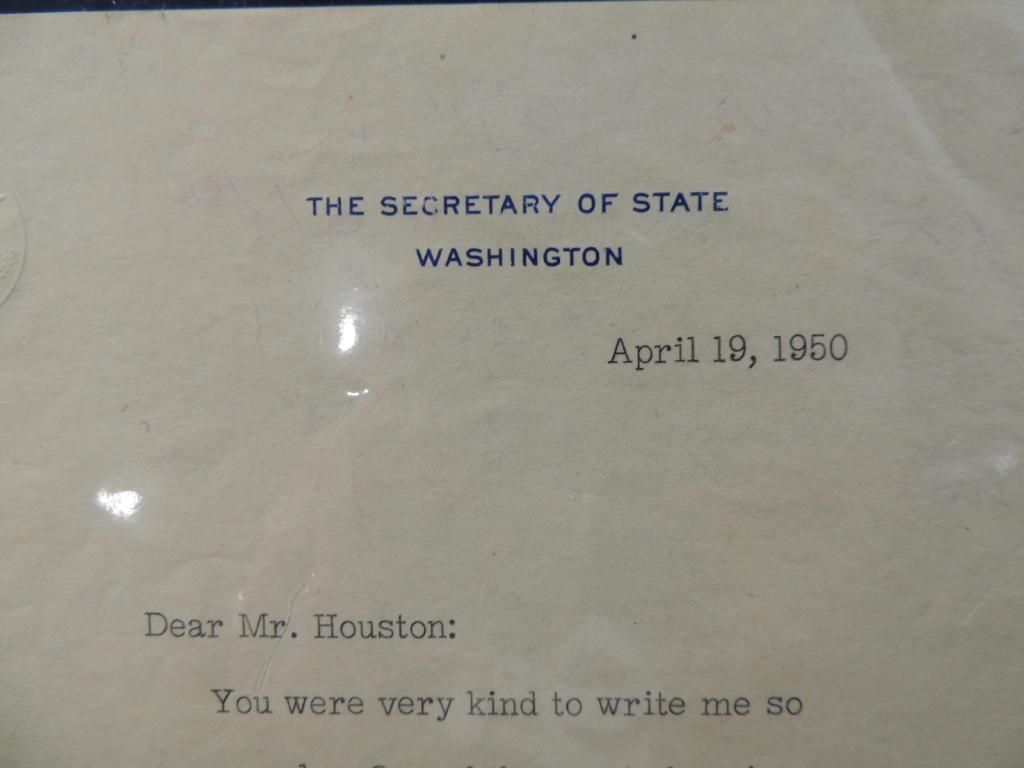 THE SECRETARY OF STATE
WASHINGTON
April 19, 1950
Dear Mr. Houston:
You were very kind to write me so